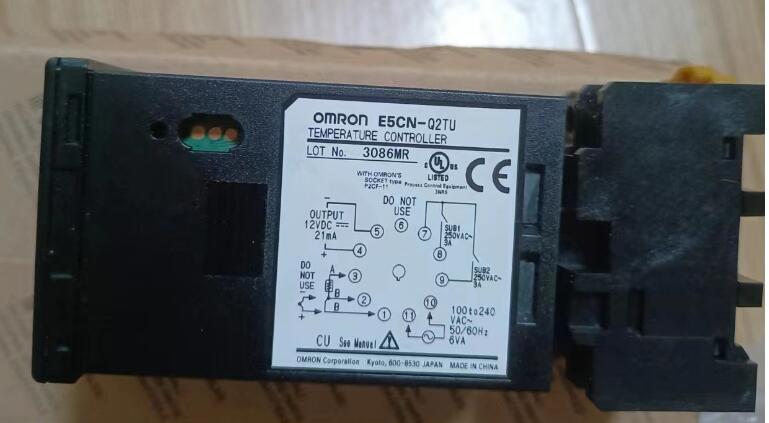 OMRON E5CN-Q2TU
TEMPERATURE CONTROLLER
LOT No. 3086MR
C UL US
LISTED
CE
WITH OMRON'S
SOCKET type
P2CF-11
Process Control Equipment
DO NOT
USE
6
OUTPUT
12VDC
21mA
− 5
+ 4
7
SUB1
250VAC~
3A
8
SUB2
250VAC~
3A
9
DO
NOT
USE
A 3
B 2
B 1
− +
10
11
100 to 240
VAC~
50/60Hz
6VA
CU See Manual
OMRON Corporation Kyoto, 600-8530 JAPAN MADE IN CHINA